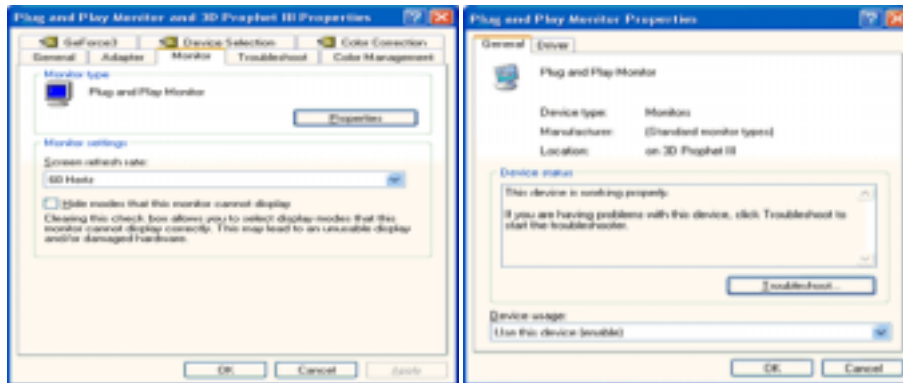 Plug and Play Monitor and 3D Prophet III Properties
GeForce3
Device Selection
Color Correction
General
Adapter
Monitor
Troubleshoot
Color Management
Monitor type
Plug and Play Monitor
Properties
Monitor settings
Screen refresh rate:
60 Hertz
Hide modes that this monitor cannot display
Clearing this check box allows you to select display modes that this
monitor cannot display correctly. This may lead to an unusable display
and/or damaged hardware.
OK
Cancel
Apply
Plug and Play Monitor Properties
General
Driver
Plug and Play Monitor
Device type: Monitors
Manufacturer: (Standard monitor types)
Location: on 3D Prophet III
Device status
This device is working properly.
If you are having problems with this device, click Troubleshoot to
start the troubleshooter.
Troubleshoot...
Device usage:
Use this device (enable)
OK
Cancel